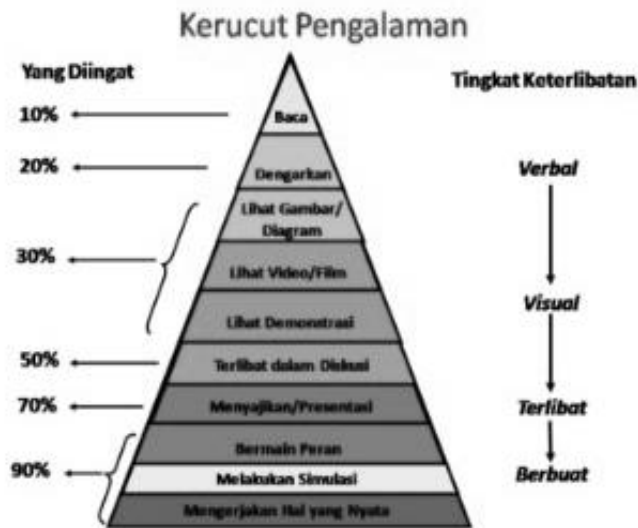 Kerucut Pengalaman
Yang Diingat
Tingkat Keterlibatan
10%
Baca
20%
Dengarkan
Verbal
Lihat Gambar/
Diagram
30%
Lihat Video/Film
Visual
Lihat Demonstrasi
50%
Terlibat dalam Diskusi
70%
Menyajikan/Presentasi
Terlibat
Bermain Peran
90%
Melakukan Simulasi
Berbuat
Mengerjakan Hal yang Nyata